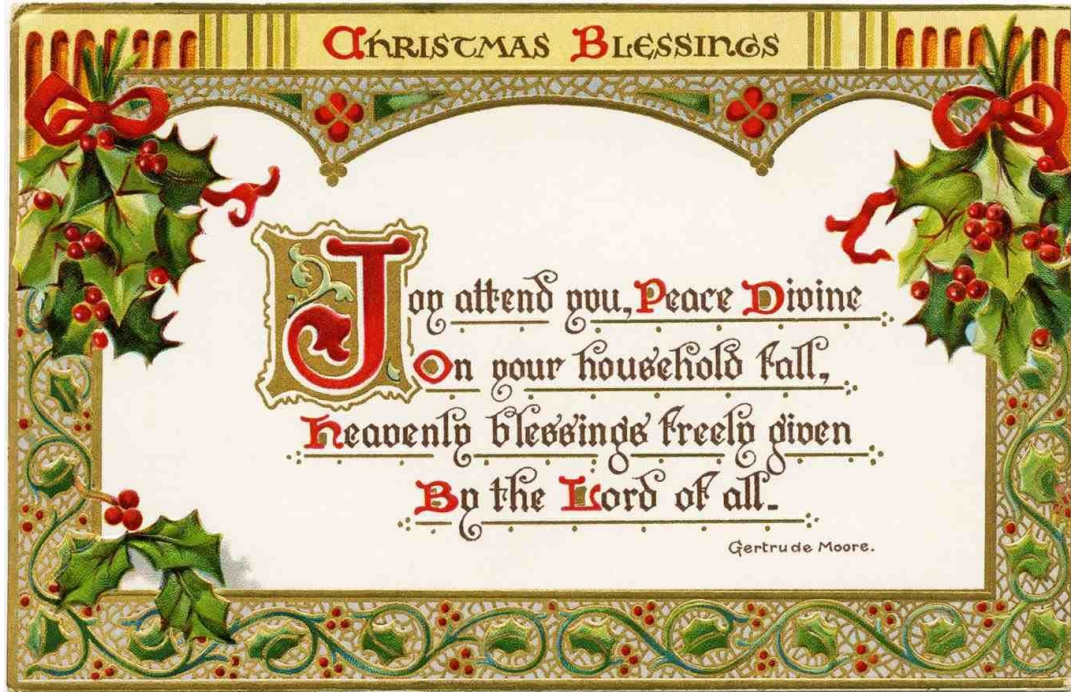 Christmas Blessings
Joy attend you, Peace Divine
On your household fall,
Heavenly blessings freely given
By the Lord of all.
Gertrude Moore.